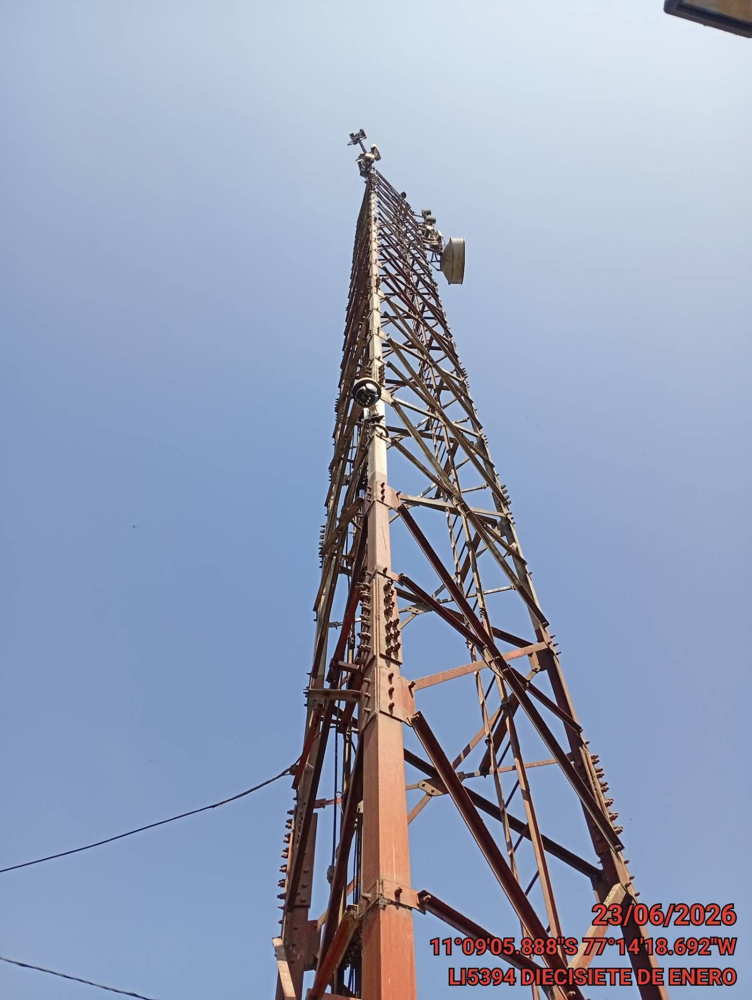 23/06/2026
11°09'05.888"S 77°14'18.692"W
LI5394 DIECISIETE DE ENERO